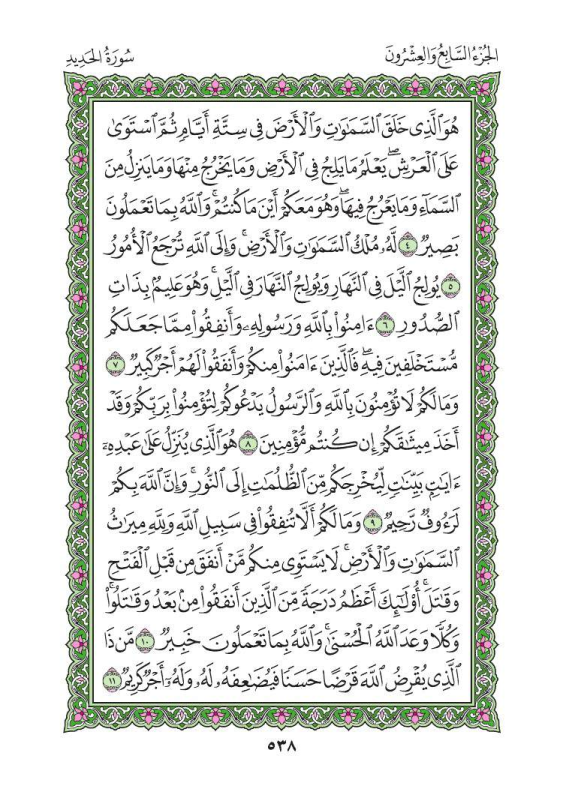 الجُزْءُ السَّابِعُ وَالعِشْرُونَ
سُورَةُ الحَدِيدِ
هُوَ ٱلَّذِى خَلَقَ ٱلسَّمَٰوَٰتِ وَٱلْأَرْضَ فِى سِتَّةِ أَيَّامٍ ثُمَّ ٱسْتَوَىٰ
عَلَى ٱلْعَرْشِ ۖ يَعْلَمُ مَا يَلِجُ فِى ٱلْأَرْضِ وَمَا يَخْرُجُ مِنْهَا وَمَا يَنزِلُ مِنَ
ٱلسَّمَآءِ وَمَا يَعْرُجُ فِيهَا ۖ وَهُوَ مَعَكُمْ أَيْنَ مَا كُنتُمْ ۚ وَٱللَّهُ بِمَا تَعْمَلُونَ
بَصِيرٌ ٤ لَّهُۥ مُلْكُ ٱلسَّمَٰوَٰتِ وَٱلْأَرْضِ ۚ وَإِلَى ٱللَّهِ تُرْجَعُ ٱلْأُمُورُ
٥ يُولِجُ ٱلَّيْلَ فِى ٱلنَّهَارِ وَيُولِجُ ٱلنَّهَارَ فِى ٱلَّيْلِ ۚ وَهُوَ عَلِيمٌۢ بِذَاتِ
ٱلصُّدُورِ ٦ ءَامِنُوا۟ بِٱللَّهِ وَرَسُولِهِۦ وَأَنفِقُوا۟ مِمَّا جَعَلَكُم
مُّسْتَخْلَفِينَ فِيهِ ۖ فَٱلَّذِينَ ءَامَنُوا۟ مِنكُمْ وَأَنفَقُوا۟ لَهُمْ أَجْرٌ كَبِيرٌ ٧
وَمَا لَكُمْ لَا تُؤْمِنُونَ بِٱللَّهِ وَٱلرَّسُولُ يَدْعُوكُمْ لِتُؤْمِنُوا۟ بِرَبِّكُمْ وَقَدْ
أَخَذَ مِيثَٰقَكُمْ إِن كُنتُم مُّؤْمِنِينَ ٨ هُوَ ٱلَّذِى يُنَزِّلُ عَلَىٰ عَبْدِهِۦٓ
ءَايَٰتٍۭ بَيِّنَٰتٍ لِّيُخْرِجَكُم مِّنَ ٱلظُّلُمَٰتِ إِلَى ٱلنُّورِ ۚ وَإِنَّ ٱللَّهَ بِكُمْ
لَرَءُوفٌ رَّحِيمٌ ٩ وَمَا لَكُمْ أَلَّا تُنفِقُوا۟ فِى سَبِيلِ ٱللَّهِ وَلِلَّهِ مِيرَٰثُ
ٱلسَّمَٰوَٰتِ وَٱلْأَرْضِ ۚ لَا يَسْتَوِى مِنكُم مَّنْ أَنفَقَ مِن قَبْلِ ٱلْفَتْحِ
وَقَٰتَلَ ۚ أُو۟لَٰٓئِكَ أَعْظَمُ دَرَجَةً مِّنَ ٱلَّذِينَ أَنفَقُوا۟ مِنۢ بَعْدُ وَقَٰتَلُوا۟ ۚ
وَكُلًّا وَعَدَ ٱللَّهُ ٱلْحُسْنَىٰ ۚ وَٱللَّهُ بِمَا تَعْمَلُونَ خَبِيرٌ ١٠ مَّن ذَا
ٱلَّذِى يُقْرِضُ ٱللَّهَ قَرْضًا حَسَنًا فَيُضَٰعِفَهُۥ لَهُۥ وَلَهُۥٓ أَجْرٌ كَرِيمٌ ١١
٥٣٨